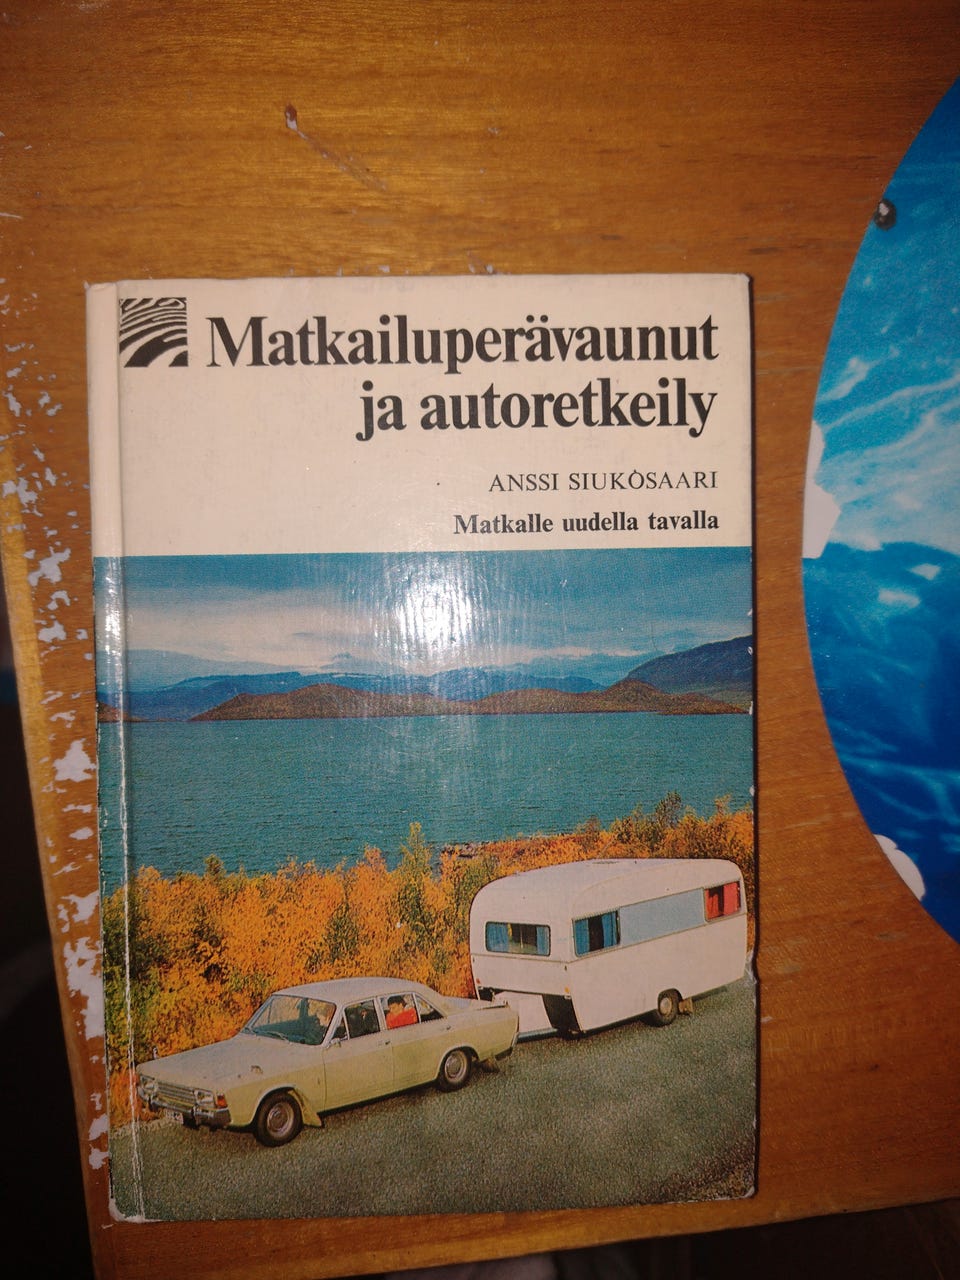 Matkailuperävaunut
ja autoretkeily
ANSSI SIUKOSAARI
Matkalle uudella tavalla